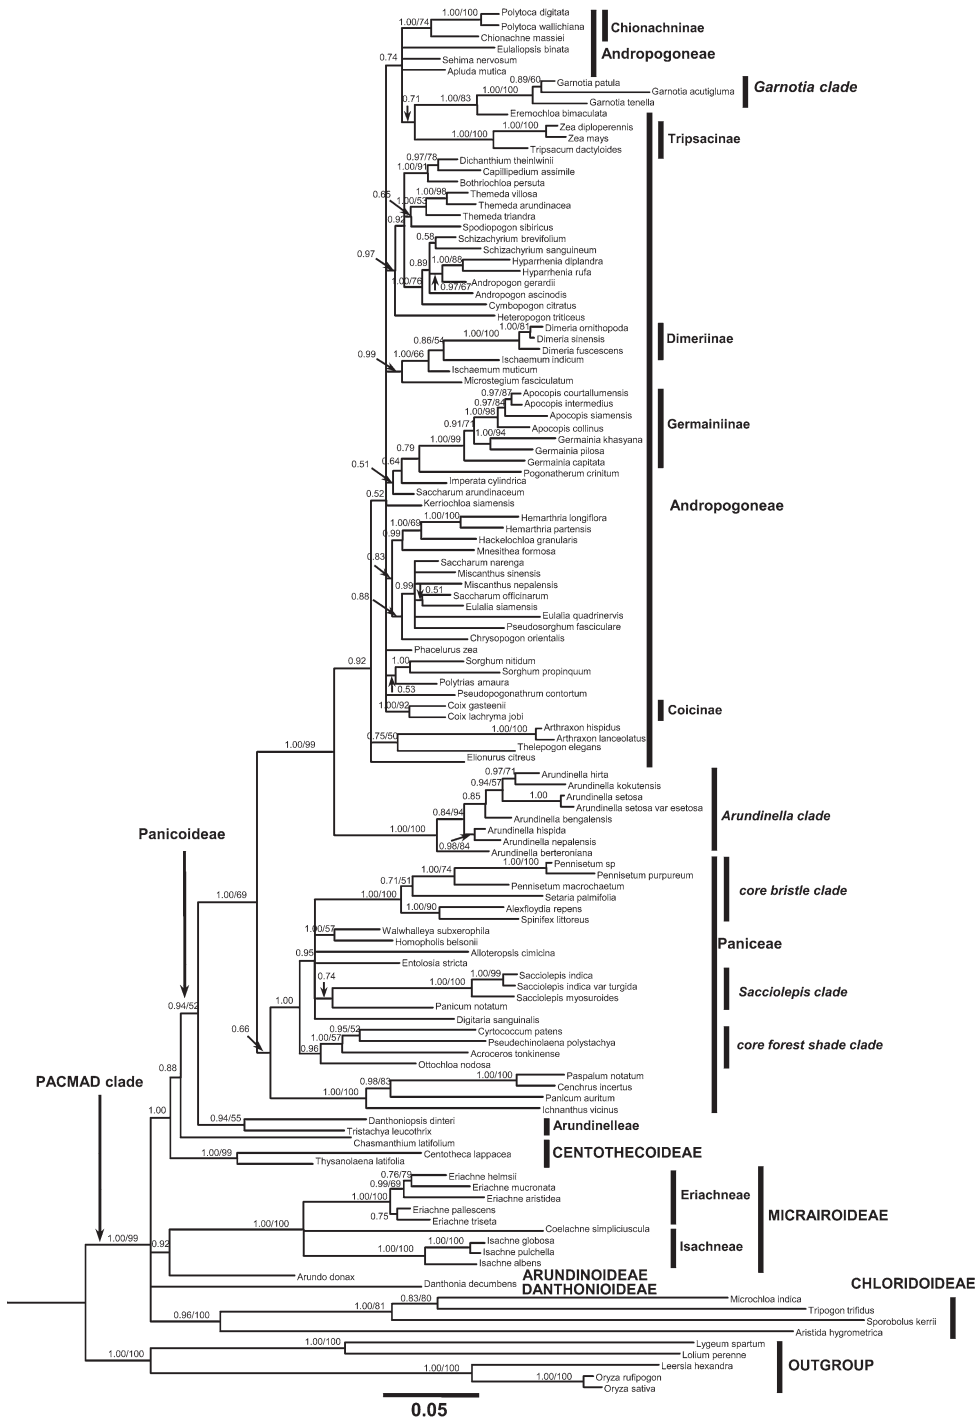 1.00/100 Polytoca digitata
1.00/74 Polytoca wallichiana
Chionachne massiei Chionachninae
Eulaliopsis binata
0.74 Sehima nervosum Andropogoneae
Apludа mutica
0.89/60 Garnotia patula
1.00/100 Garnotia acutigluma Garnotia clade
0.71 1.00/83 Garnotia tenella
Eremochloa bimaculata
1.00/100 Zea diploperennis
1.00/100 Zea mays Tripsacinae
Tripsacum dactyloides
0.97/78 Dichanthium theinlwinii
1.00/91 Capillipedium assimile
Bothriochloa persuta
0.65 1.00/98 Themeda villosa
1.00/53 Themeda arundinacea
Themeda triandra
0.92 Spodiopogon sibiricus
0.58 Schizachyrium brevifolium
Schizachyrium sanguineum
0.97 0.89 1.00/88 Hyparrhenia diplandra
Hyparrhenia rufa
1.00/76 0.97/67 Andropogon gerardii
Andropogon ascinodis
Cymbopogon citratus
Heteropogon triticeus
1.00/81 Dimeria ornithopoda
1.00/100 Dimeria sinensis Dimeriinae
0.86/54 Dimeria fuscescens
0.99 1.00/66 Ischaemum indicum
Ischaemum muticum
Microstegium fasciculatum
0.97/87 Apocopis courtallumensis
0.97/84 Apocopis intermedius
1.00/98 Apocopis siamensis
0.91/71 Apocopis collinus Germainiinae
1.00/99 1.00/94 Germainia khasyana
0.79 Germainia pilosa
0.51 0.64 Germainia capitata
Pogonatherum crinitum
Imperata cylindrica
0.52 Saccharum arundinaceum
Kerriochloa siamensis Andropogoneae
1.00/100 Hemarthria longiflora
1.00/69 Hemarthria partensis
0.99 Hackelochloa granularis
Mnesithea formosa
0.83 Saccharum narenga
Miscanthus sinensis
0.99 Miscanthus nepalensis
0.51 Saccharum officinarum
0.88 Eulalia siamensis
Eulalia quadrinervis
Pseudosorghum fasciculare
Chrysopogon orientalis
Phacelurus zea
0.92 1.00 Sorghum nitidum
Sorghum propinquum
Polytrias amaura
0.53 Pseudopogonathrum contortum
1.00/92 Coix gasteenii Coicinae
Coix lachryma jobi
1.00/100 Arthraxon hispidus
0.75/50 Arthraxon lanceolatus
1.00/99 Thelepogon elegans
Elionurus citreus
0.97/71 Arundinella hirta
0.94/57 Arundinella kokutensis
0.85 1.00 Arundinella setosa
0.84/94 Arundinella setosa var esetosa
Arundinella bengalensis Arundinella clade
1.00/100 Arundinella hispida
Panicoideae 0.98/84 Arundinella nepalensis
Arundinella berteroniana
1.00/100 Pennisetum sp
1.00/74 Pennisetum purpureum
0.71/51 Pennisetum macrochaetum core bristle clade
1.00/69 1.00/100 Setaria palmifolia
1.00/90 Alexfloydia repens
Spinifex littoreus
1.00/57 Walwhalleya subxerophila
Homopholis belsonii Paniceae
0.95 Alloteropsis cimicina
Entolosia stricta
0.74 1.00/99 Sacciolepis indica
1.00/100 Sacciolepis indica var turgida Sacciolepis clade
Sacciolepis myosuroides
0.94/52 1.00 Panicum notatum
Digitaria sanguinalis
0.66 0.95/52 Cyrtococcum patens
1.00/57 Pseudechinolaena polystachya core forest shade clade
0.96 Acroceros tonkinense
0.88 Ottochloa nodosa
PACMAD clade 1.00/100 Paspalum notatum
0.98/83 Cenchrus incertus
1.00/100 Panicum auritum
1.00 Ichnanthus vicinus
0.94/55 Danthoniopsis dinteri
Tristachya leucothrix Arundinelleae
Chasmanthium latifolium
1.00/99 Centotheca lappacea CENTOTHECOIDEAE
Thysanolaena latifolia
0.76/79 Eriachne helmsii
0.99/69 Eriachne mucronata
1.00/100 Eriachne aristidea Eriachneae
Eriachne pallescens
0.75 Eriachne triseta MICRAIROIDEAE
1.00/100 Coelachne simpliciuscula
1.00/99 0.92 1.00/100 Isachne globosa
1.00/100 Isachne pulchella Isachneae
Isachne albens
Arundo donax ARUNDINOIDEAE
Danthonia decumbens DANTHONIOIDEAE CHLORIDOIDEAE
0.83/80 Microchloa indica
1.00/81 Tripogon trifidus
0.96/100 Sporobolus kerrii
Aristida hygrometrica
1.00/100 Lygeum spartum
1.00/100 Lolium perenne
1.00/100 Leersia hexandra OUTGROUP
1.00/100 Oryza rufipogon
Oryza sativa
0.05